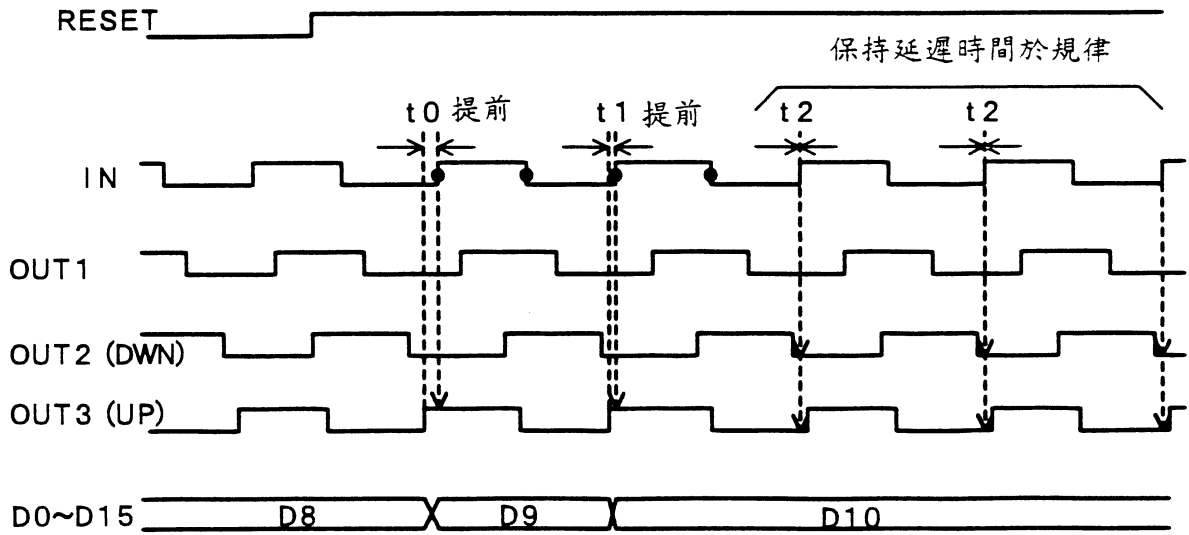 RESET
保持延遲時間於規律
t0 提前
t1 提前
t2
t2
IN
OUT1
OUT2 (DWN)
OUT3 (UP)
D0~D15
D8
D9
D10